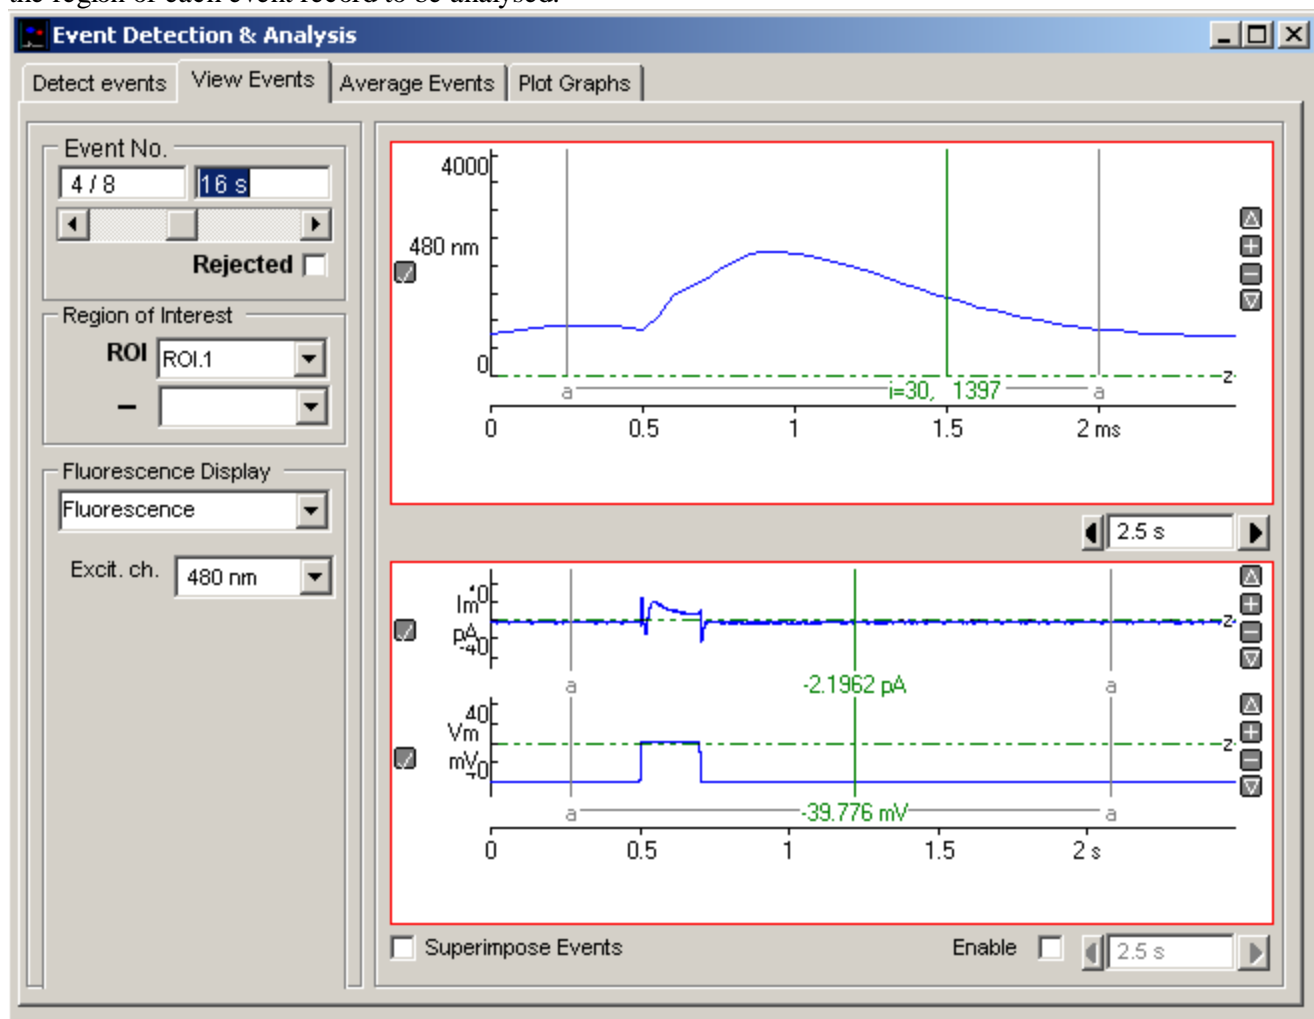 the region of each event record to be analysed.
Event Detection & Analysis
Detect events View Events Average Events Plot Graphs
Event No.
4 / 8 16 s
Rejected
Region of Interest
ROI ROI.1
–
Fluorescence Display
Fluorescence
Excit. ch. 480 nm
4000
480 nm
0
z
a i=30, 1397 a
0 0.5 1 1.5 2 ms
2.5 s
Im
pA
z
a -2.1962 pA a
40
Vm
mV
z
a -39.776 mV a
0 0.5 1 1.5 2 s
Superimpose Events Enable 2.5 s